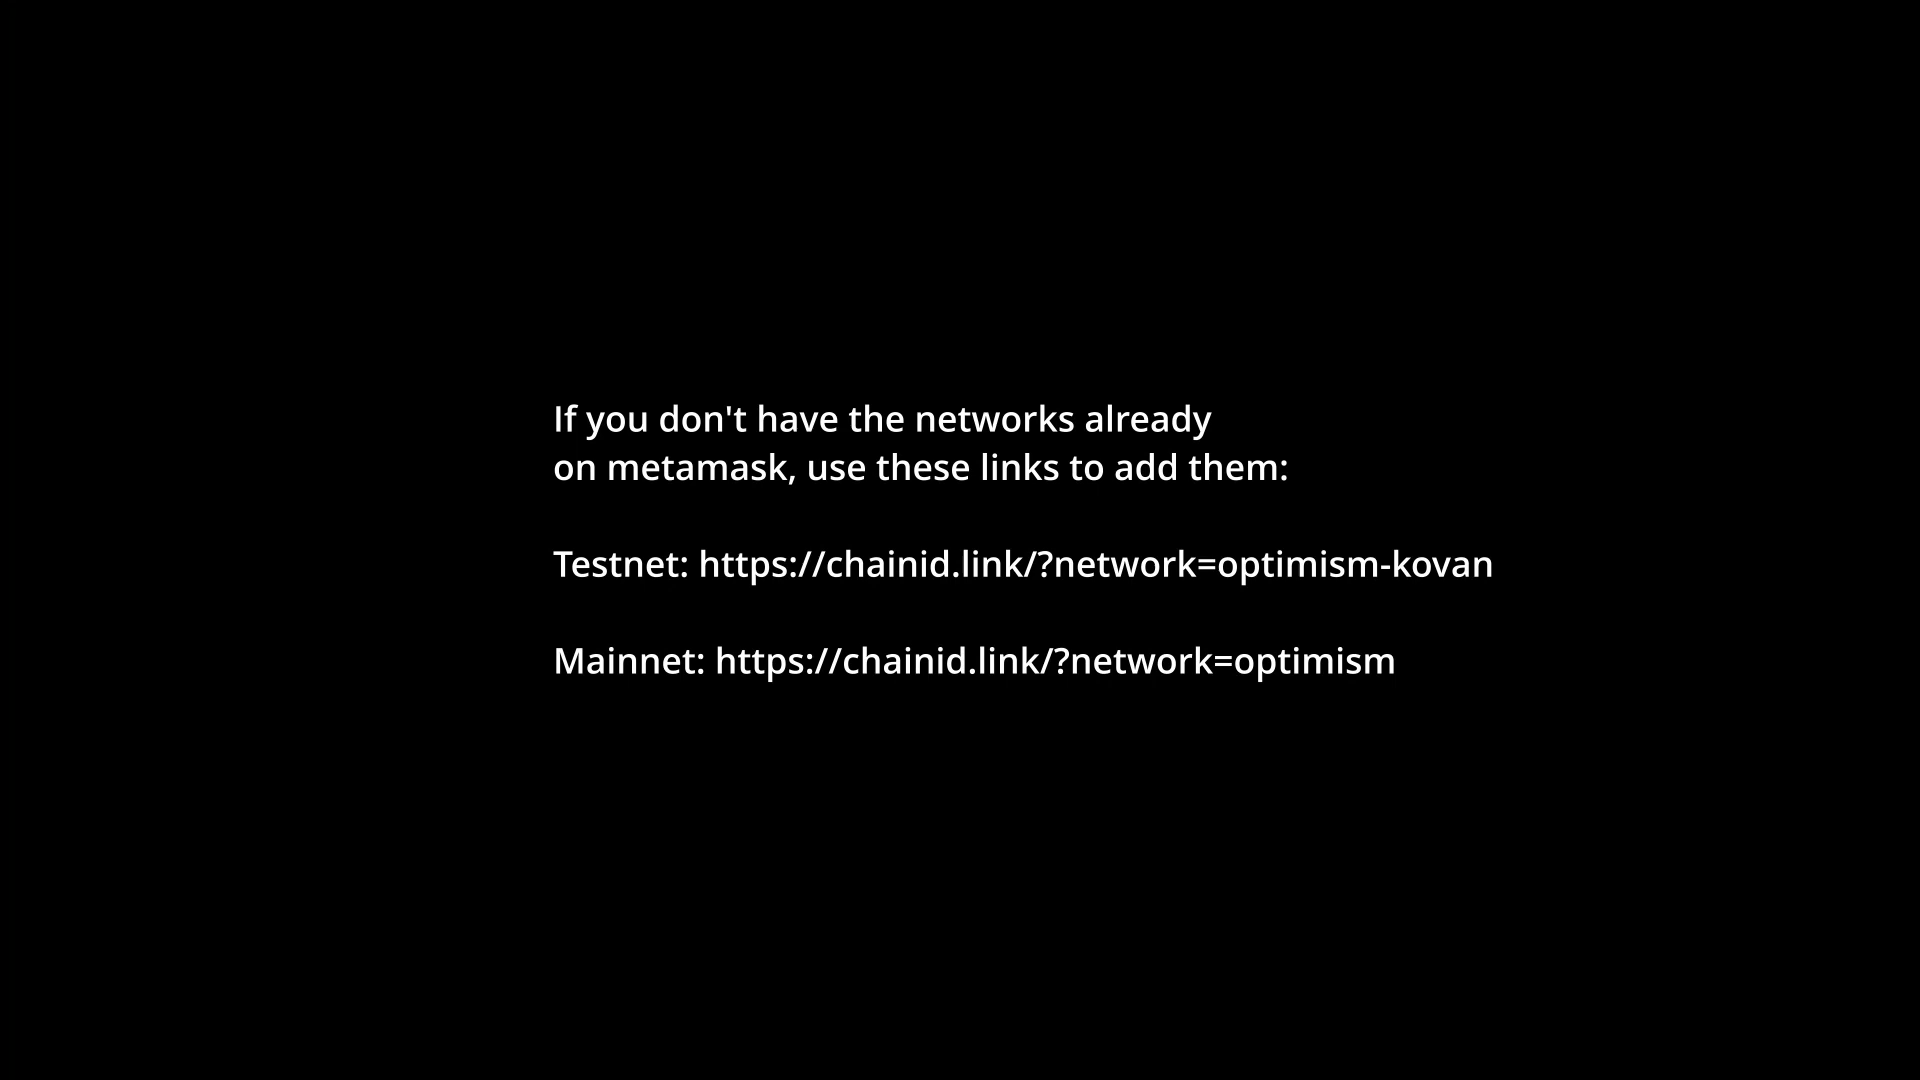 If you don't have the networks already
on metamask, use these links to add them:
Testnet: https://chainid.link/?network=optimism-kovan
Mainnet: https://chainid.link/?network=optimism